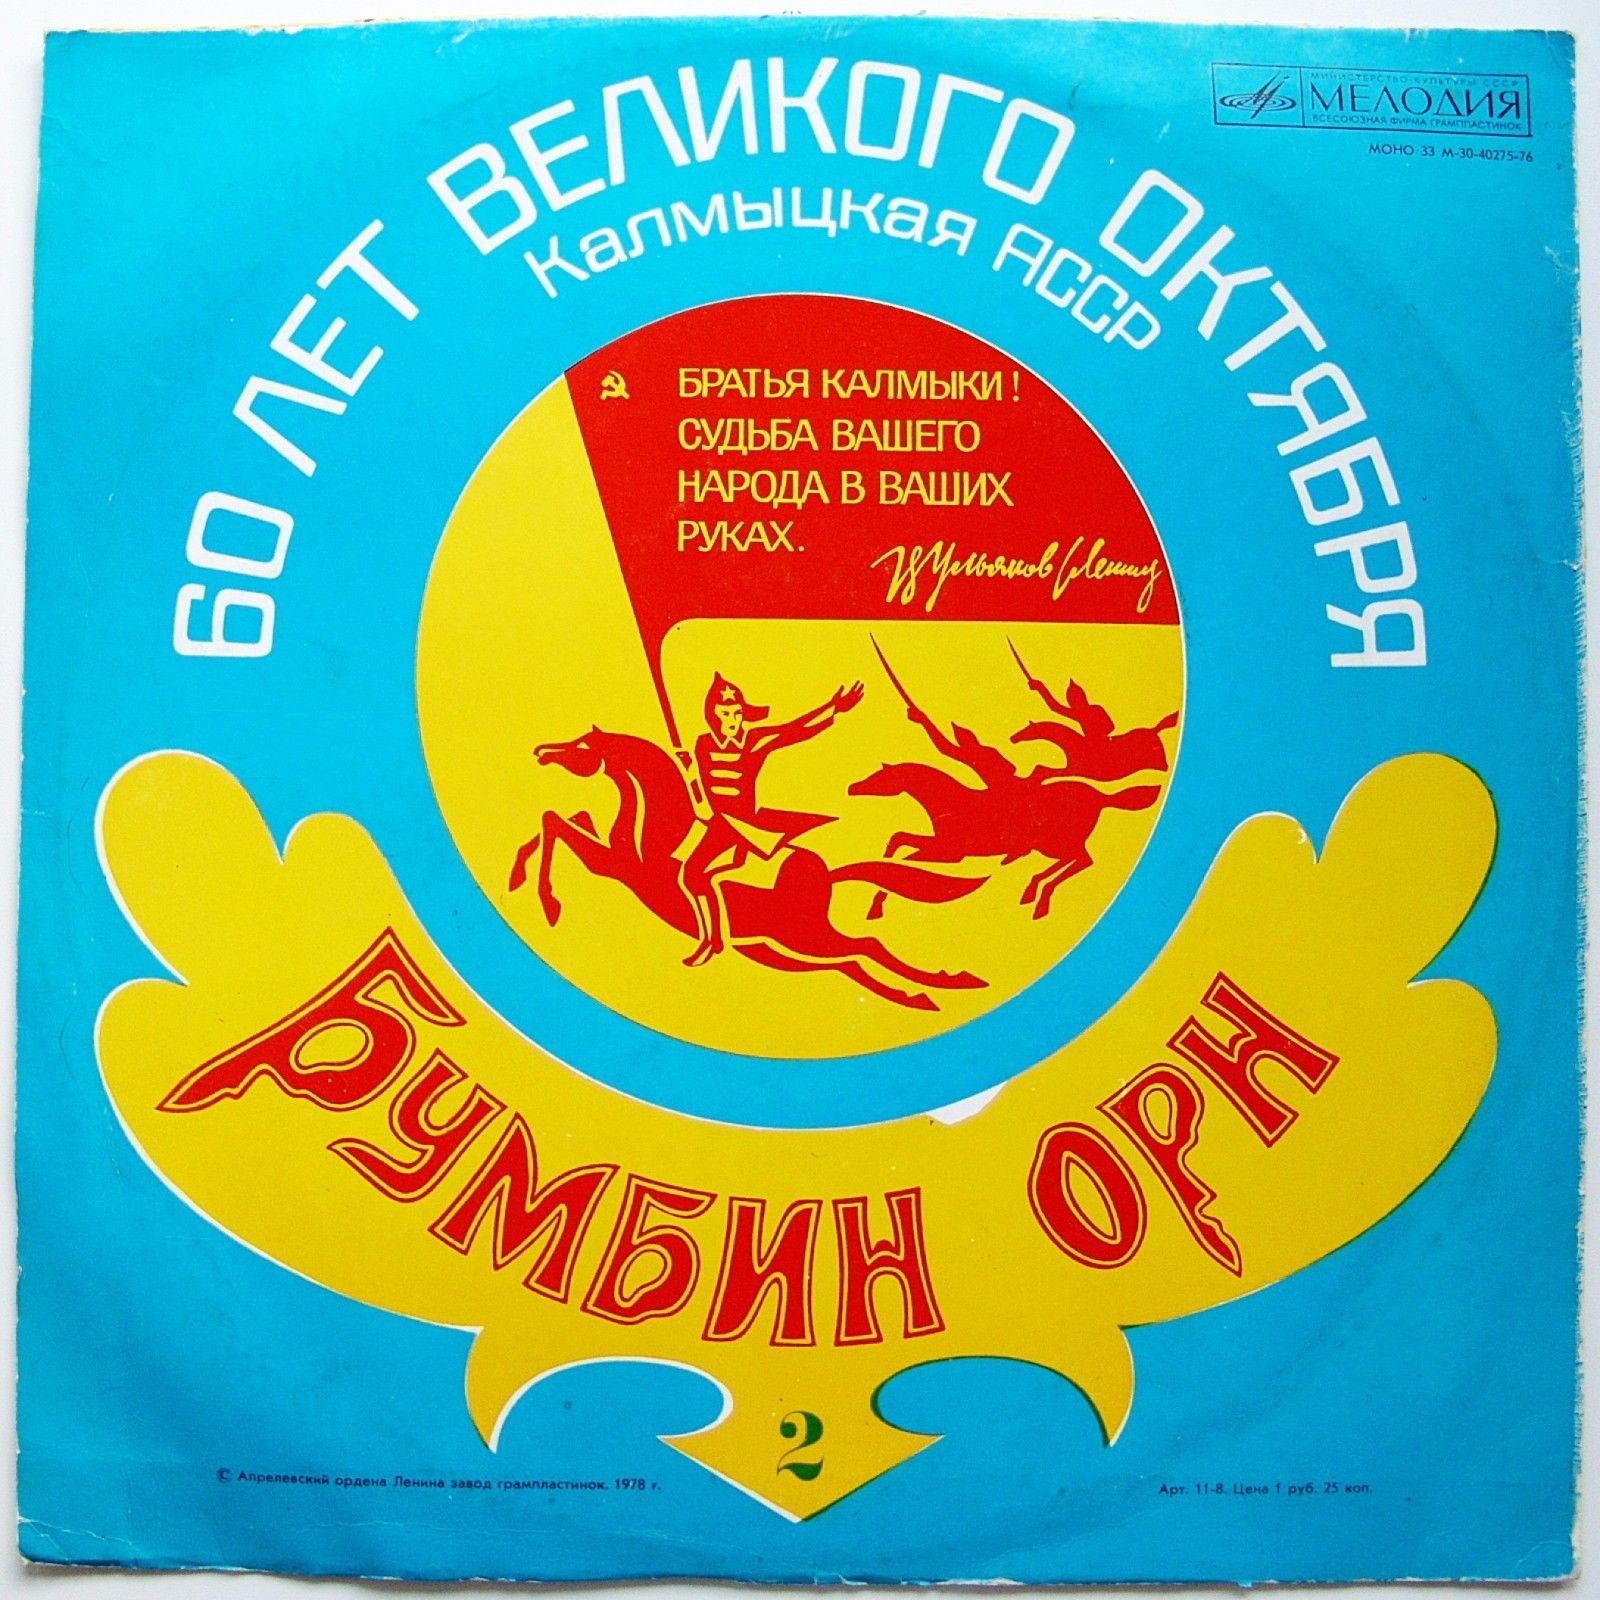 МИНИСТЕРСТВО КУЛЬТУРЫ СССР
МЕЛОДИЯ
ВСЕСОЮЗНАЯ ФИРМА ГРАМПЛАСТИНОК
МОНО 33 М-30-40275-76
60 ЛЕТ ВЕЛИКОГО ОКТЯБРЯ
Калмыцкая АССР
БРАТЬЯ КАЛМЫКИ!
СУДЬБА ВАШЕГО
НАРОДА В ВАШИХ
РУКАХ.
В Ульянов (Ленин)
БУМБИН ОРН
2
© Апрелевский ордена Ленина завод грампластинок. 1978 г.
Арт. 11-8. Цена 1 руб. 25 коп.